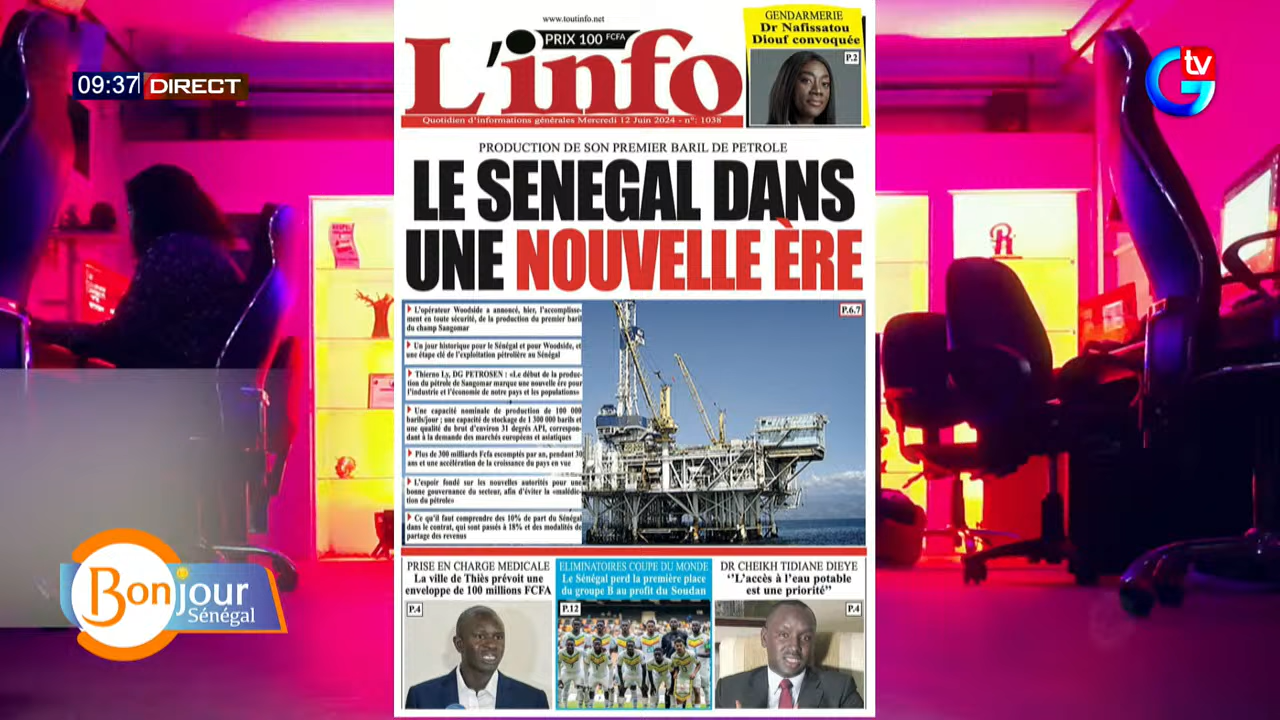 09:37
DIRECT
G tv
www.toutinfo.net
PRIX 100 FCFA
L'info
Quotidien d'informations générales Mercredi 12 Juin 2024 - n°: 1038
GENDARMERIE
Dr Nafissatou
Diouf convoquée
P.2
PRODUCTION DE SON PREMIER BARIL DE PETROLE
LE SENEGAL DANS
UNE NOUVELLE ÈRE
P.6.7
L'opérateur Woodside a annoncé, hier, l'accomplisse-
ment en toute sécurité, de la production du premier baril
du champ Sangomar
Un jour historique pour le Sénégal et pour Woodside, et
une étape clé de l'exploitation pétrolière au Sénégal
Thierno Ly, DG PETROSEN : «Le début de la produc-
tion du pétrole de Sangomar marque une nouvelle ére pour
l'industrie et l'économie de notre pays et les populations»
Une capacité nominale de production de 100 000
barils/jour ; une capacité de stockage de 1 300 000 barils et
une qualité du brut d'environ 31 degrés API, correspon-
dant à la demande des marchés européens et asiatiques
Plus de 300 milliards Fcfa escomptés par an, pendant 30
ans et une accélération de la croissance du pays en vue
L'espoir fondé sur les nouvelles autorités pour une
bonne gouvernance du secteur, afin d'éviter la «malédic-
tion du pétrole»
Ce qu'il faut comprendre des 10% de part du Sénégal
dans le contrat, qui sont passés à 18% et des modalités de
partage des revenus
PRISE EN CHARGE MEDICALE
La ville de Thiès prévoit une
enveloppe de 100 millions FCFA
P.4
ELIMINATOIRES COUPE DU MONDE
Le Sénégal perd la première place
du groupe B au profit du Soudan
P.12
DR CHEIKH TIDIANE DIEYE
‘’L'accès à l'eau potable
est une priorité’’
P.4
Bonjour
Sénégal